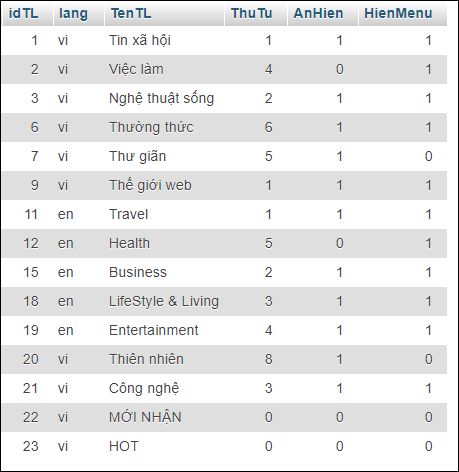 idTL lang TenTL ThuTu AnHien HienMenu
1 vi Tin xã hội 1 1 1
2 vi Việc làm 4 0 1
3 vi Nghệ thuật sống 2 1 1
6 vi Thường thức 6 1 1
7 vi Thư giãn 5 1 0
9 vi Thế giới web 1 1 1
11 en Travel 1 1 1
12 en Health 5 0 1
15 en Business 2 1 1
18 en LifeStyle & Living 3 1 1
19 en Entertainment 4 1 1
20 vi Thiên nhiên 8 1 0
21 vi Công nghệ 3 1 1
22 vi MỚI NHẬN 0 0 0
23 vi HOT 0 0 0